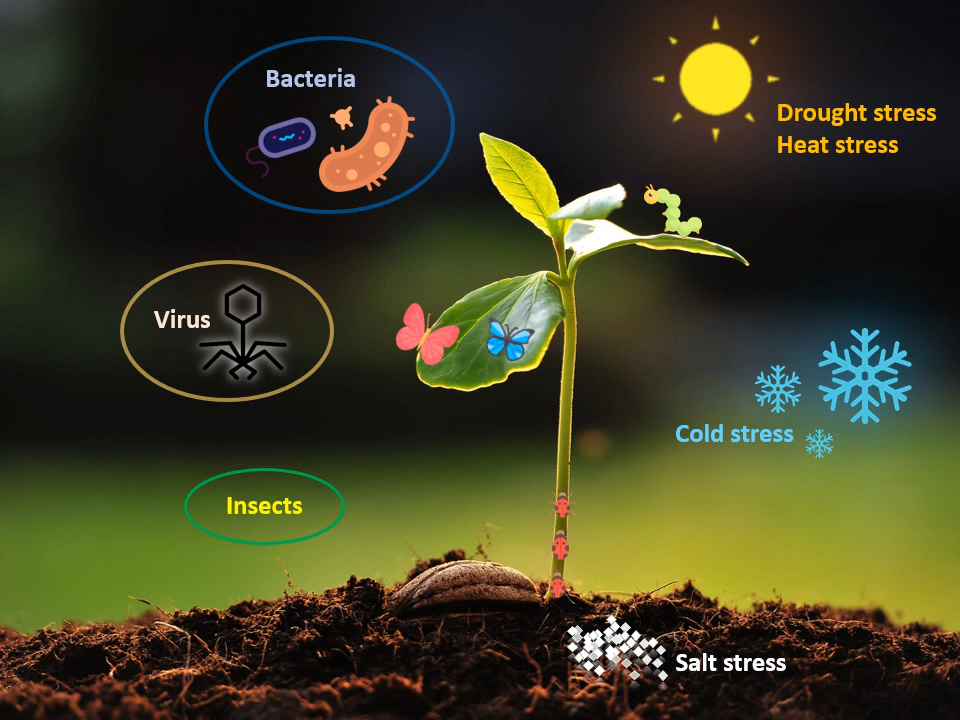 Bacteria
Drought stress
Heat stress
Virus
Cold stress
Insects
Salt stress